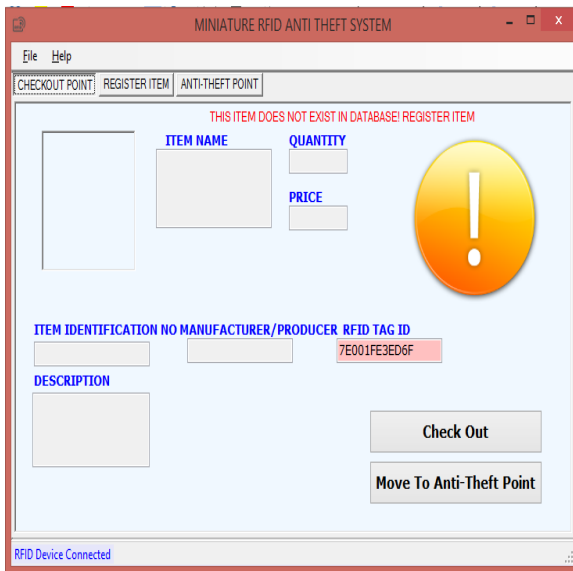 MINIATURE RFID ANTI THEFT SYSTEM
File Help
CHECKOUT POINT REGISTER ITEM ANTI-THEFT POINT
THIS ITEM DOES NOT EXIST IN DATABASE! REGISTER ITEM
ITEM NAME QUANTITY
PRICE
ITEM IDENTIFICATION NO MANUFACTURER/PRODUCER RFID TAG ID
7E001FE3ED6F
DESCRIPTION
Check Out
Move To Anti-Theft Point
RFID Device Connected